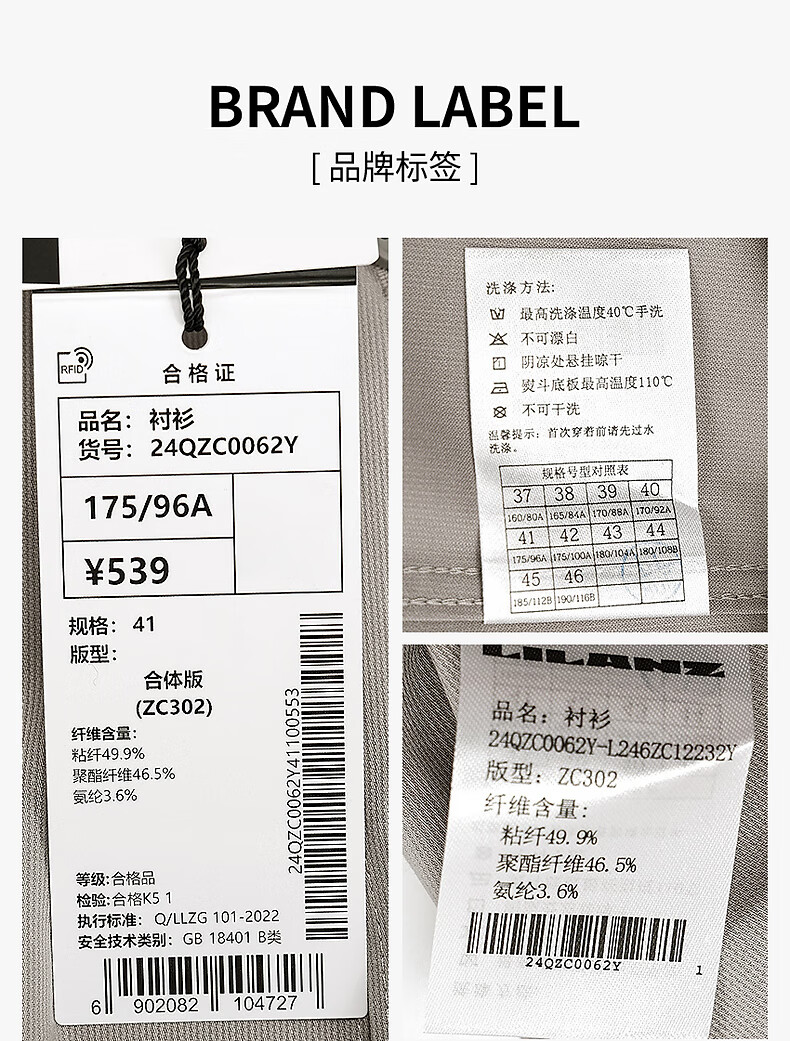 BRAND LABEL
[ 品牌标签 ]
RFID
合格证
品名： 衬衫
货号： 24QZC0062Y
175/96A
¥539
规格： 41
版型：
合体版
(ZC302)
纤维含量：
粘纤49.9%
聚酯纤维46.5%
氨纶3.6%
24QZC0062Y41100553
等级:合格品
检验:合格K5 1
执行标准： Q/LLZG 101-2022
安全技术类别： GB 18401 B类
6 902082 104727
洗涤方法:
最高洗涤温度40℃手洗
不可漂白
阴凉处悬挂晾干
熨斗底板最高温度110℃
不可干洗
温馨提示：首次穿着前请先过水
洗涤。
规格号型对照表
37 38 39 40
160/80A 165/84A 170/88A 170/92A
41 42 43 44
175/96A 175/100A 180/104A 180/108B
45 46
185/112B 190/116B
LILANZ
品名：衬衫
24QZC0062Y-L246ZC12232Y
版型：ZC302
纤维含量：
粘纤49.9%
聚酯纤维46.5%
氨纶3.6%
24QZC0062Y
1